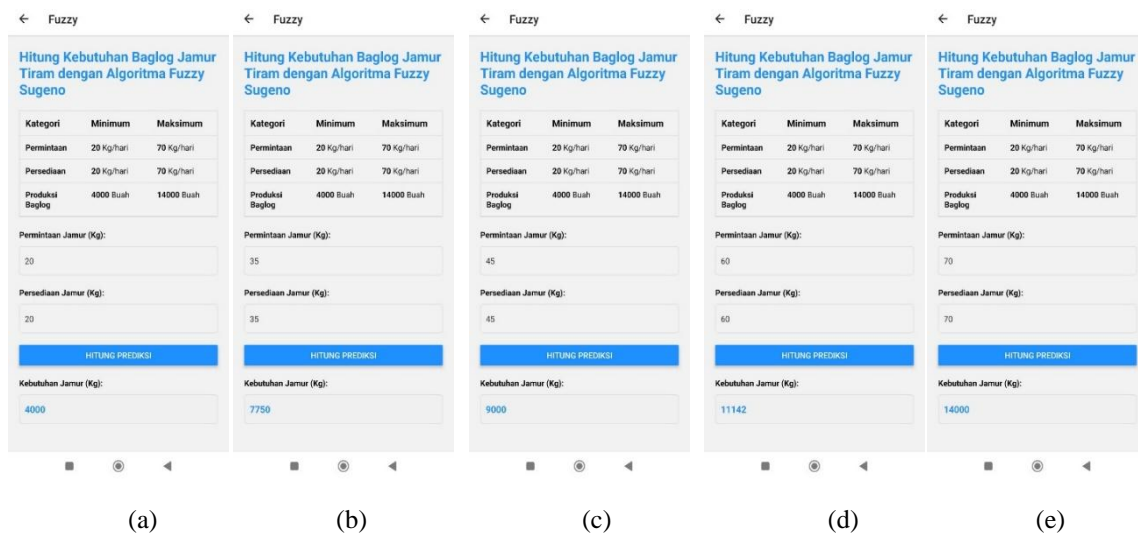 Fuzzy
Hitung Kebutuhan Baglog Jamur
Tiram dengan Algoritma Fuzzy
Sugeno
Kategori Minimum Maksimum
Permintaan 20 Kg/hari 70 Kg/hari
Persediaan 20 Kg/hari 70 Kg/hari
Produksi Baglog 4000 Buah 14000 Buah
Permintaan Jamur (Kg):
20
Persediaan Jamur (Kg):
20
HITUNG PREDIKSI
Kebutuhan Jamur (Kg):
4000
(a)
Fuzzy
Hitung Kebutuhan Baglog Jamur
Tiram dengan Algoritma Fuzzy
Sugeno
Kategori Minimum Maksimum
Permintaan 20 Kg/hari 70 Kg/hari
Persediaan 20 Kg/hari 70 Kg/hari
Produksi Baglog 4000 Buah 14000 Buah
Permintaan Jamur (Kg):
35
Persediaan Jamur (Kg):
35
HITUNG PREDIKSI
Kebutuhan Jamur (Kg):
7750
(b)
Fuzzy
Hitung Kebutuhan Baglog Jamur
Tiram dengan Algoritma Fuzzy
Sugeno
Kategori Minimum Maksimum
Permintaan 20 Kg/hari 70 Kg/hari
Persediaan 20 Kg/hari 70 Kg/hari
Produksi Baglog 4000 Buah 14000 Buah
Permintaan Jamur (Kg):
45
Persediaan Jamur (Kg):
45
HITUNG PREDIKSI
Kebutuhan Jamur (Kg):
9000
(c)
Fuzzy
Hitung Kebutuhan Baglog Jamur
Tiram dengan Algoritma Fuzzy
Sugeno
Kategori Minimum Maksimum
Permintaan 20 Kg/hari 70 Kg/hari
Persediaan 20 Kg/hari 70 Kg/hari
Produksi Baglog 4000 Buah 14000 Buah
Permintaan Jamur (Kg):
60
Persediaan Jamur (Kg):
60
HITUNG PREDIKSI
Kebutuhan Jamur (Kg):
11142
(d)
Fuzzy
Hitung Kebutuhan Baglog Jamur
Tiram dengan Algoritma Fuzzy
Sugeno
Kategori Minimum Maksimum
Permintaan 20 Kg/hari 70 Kg/hari
Persediaan 20 Kg/hari 70 Kg/hari
Produksi Baglog 4000 Buah 14000 Buah
Permintaan Jamur (Kg):
70
Persediaan Jamur (Kg):
70
HITUNG PREDIKSI
Kebutuhan Jamur (Kg):
14000
(e)